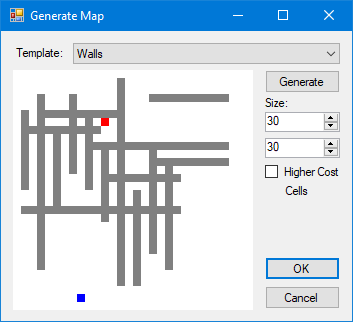 Generate Map
Template: Walls
Generate
Size:
30
30
Higher Cost
Cells
OK
Cancel